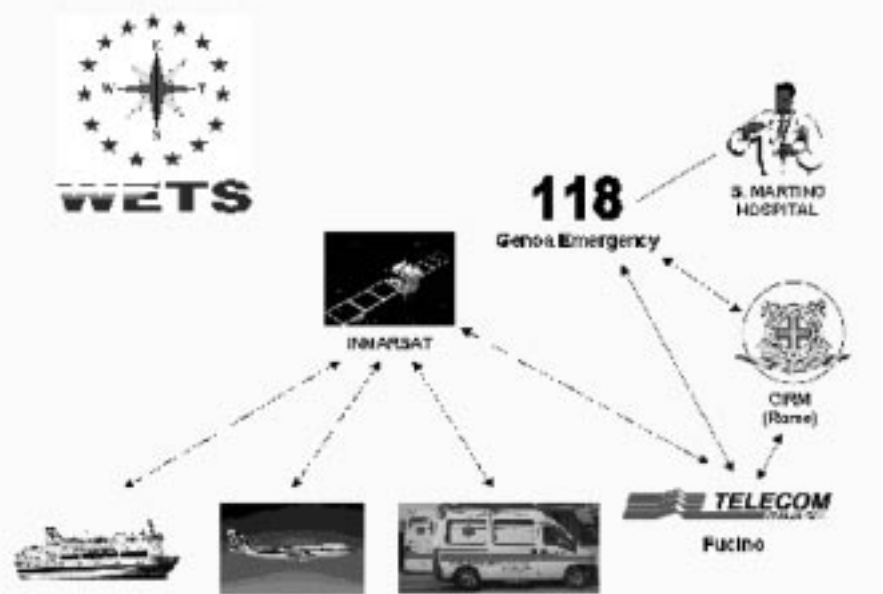 E
W T
S
WETS
118
Genoa Emergency
S. MARTINO
HOSPITAL
INMARSAT
CIRM
(Rome)
TELECOM
Fucino